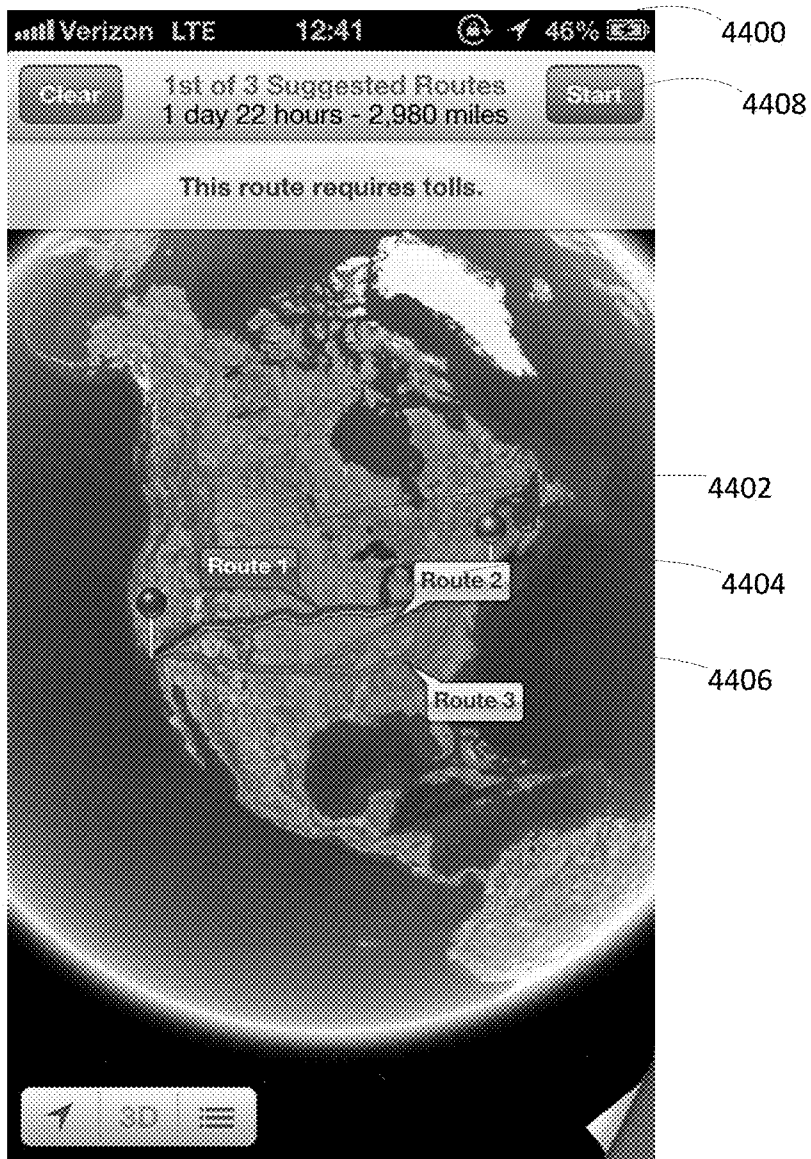 Verizon LTE 12:41 46%
4400
Clear
1st of 3 Suggested Routes
1 day 22 hours - 2,980 miles
Start
4408
This route requires tolls.
4402
Route 1
Route 2
4404
4406
Route 3
3D